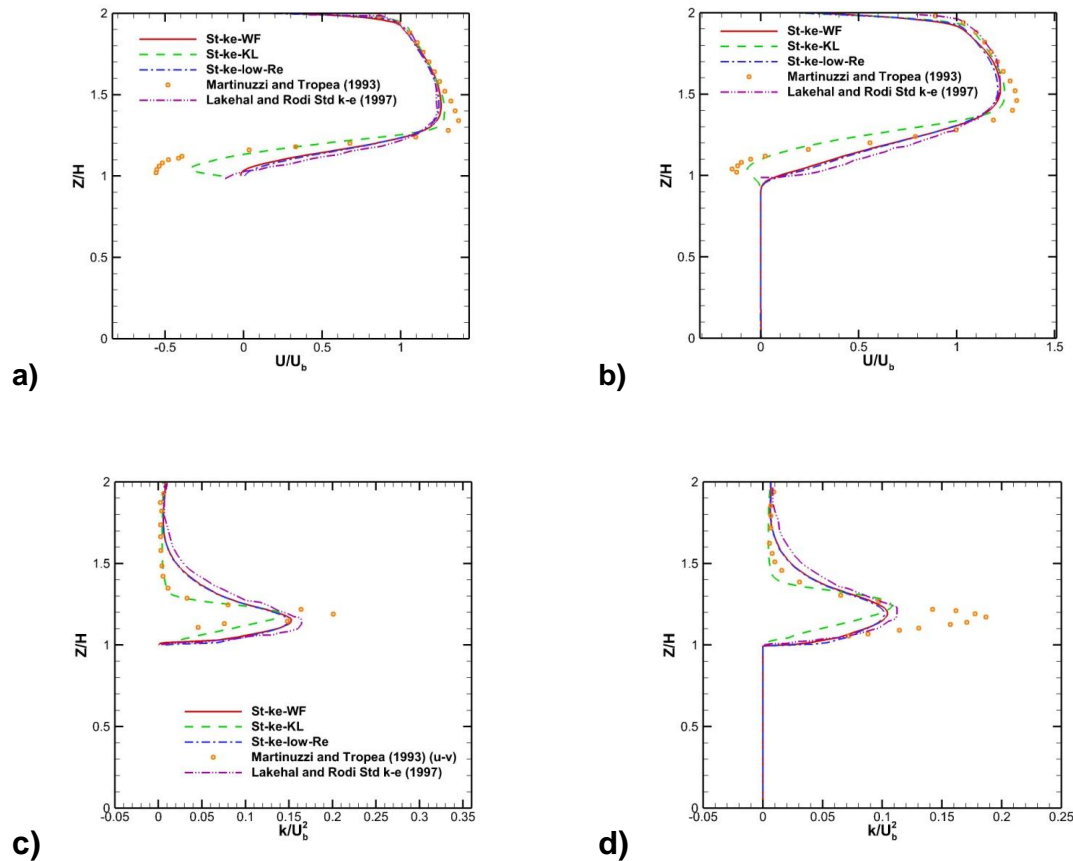 2
1.5
1
0.5
0
Z/H
-0.5
0
0.5
1
U/U_b
St-ke-WF
St-ke-KL
St-ke-low-Re
Martinuzzi and Tropea (1993)
Lakehal and Rodi Std k-e (1997)
a)
2
1.5
1
0.5
0
Z/H
0
0.5
1
1.5
U/U_b
St-ke-WF
St-ke-KL
St-ke-low-Re
Martinuzzi and Tropea (1993)
Lakehal and Rodi Std k-e (1997)
b)
2
1.5
1
0.5
0
Z/H
-0.05
0
0.05
0.1
0.15
0.2
0.25
0.3
0.35
k/U_b^2
St-ke-WF
St-ke-KL
St-ke-low-Re
Martinuzzi and Tropea (1993) (u-v)
Lakehal and Rodi Std k-e (1997)
c)
2
1.5
1
0.5
0
Z/H
-0.05
0
0.05
0.1
0.15
0.2
0.25
k/U_b^2
d)